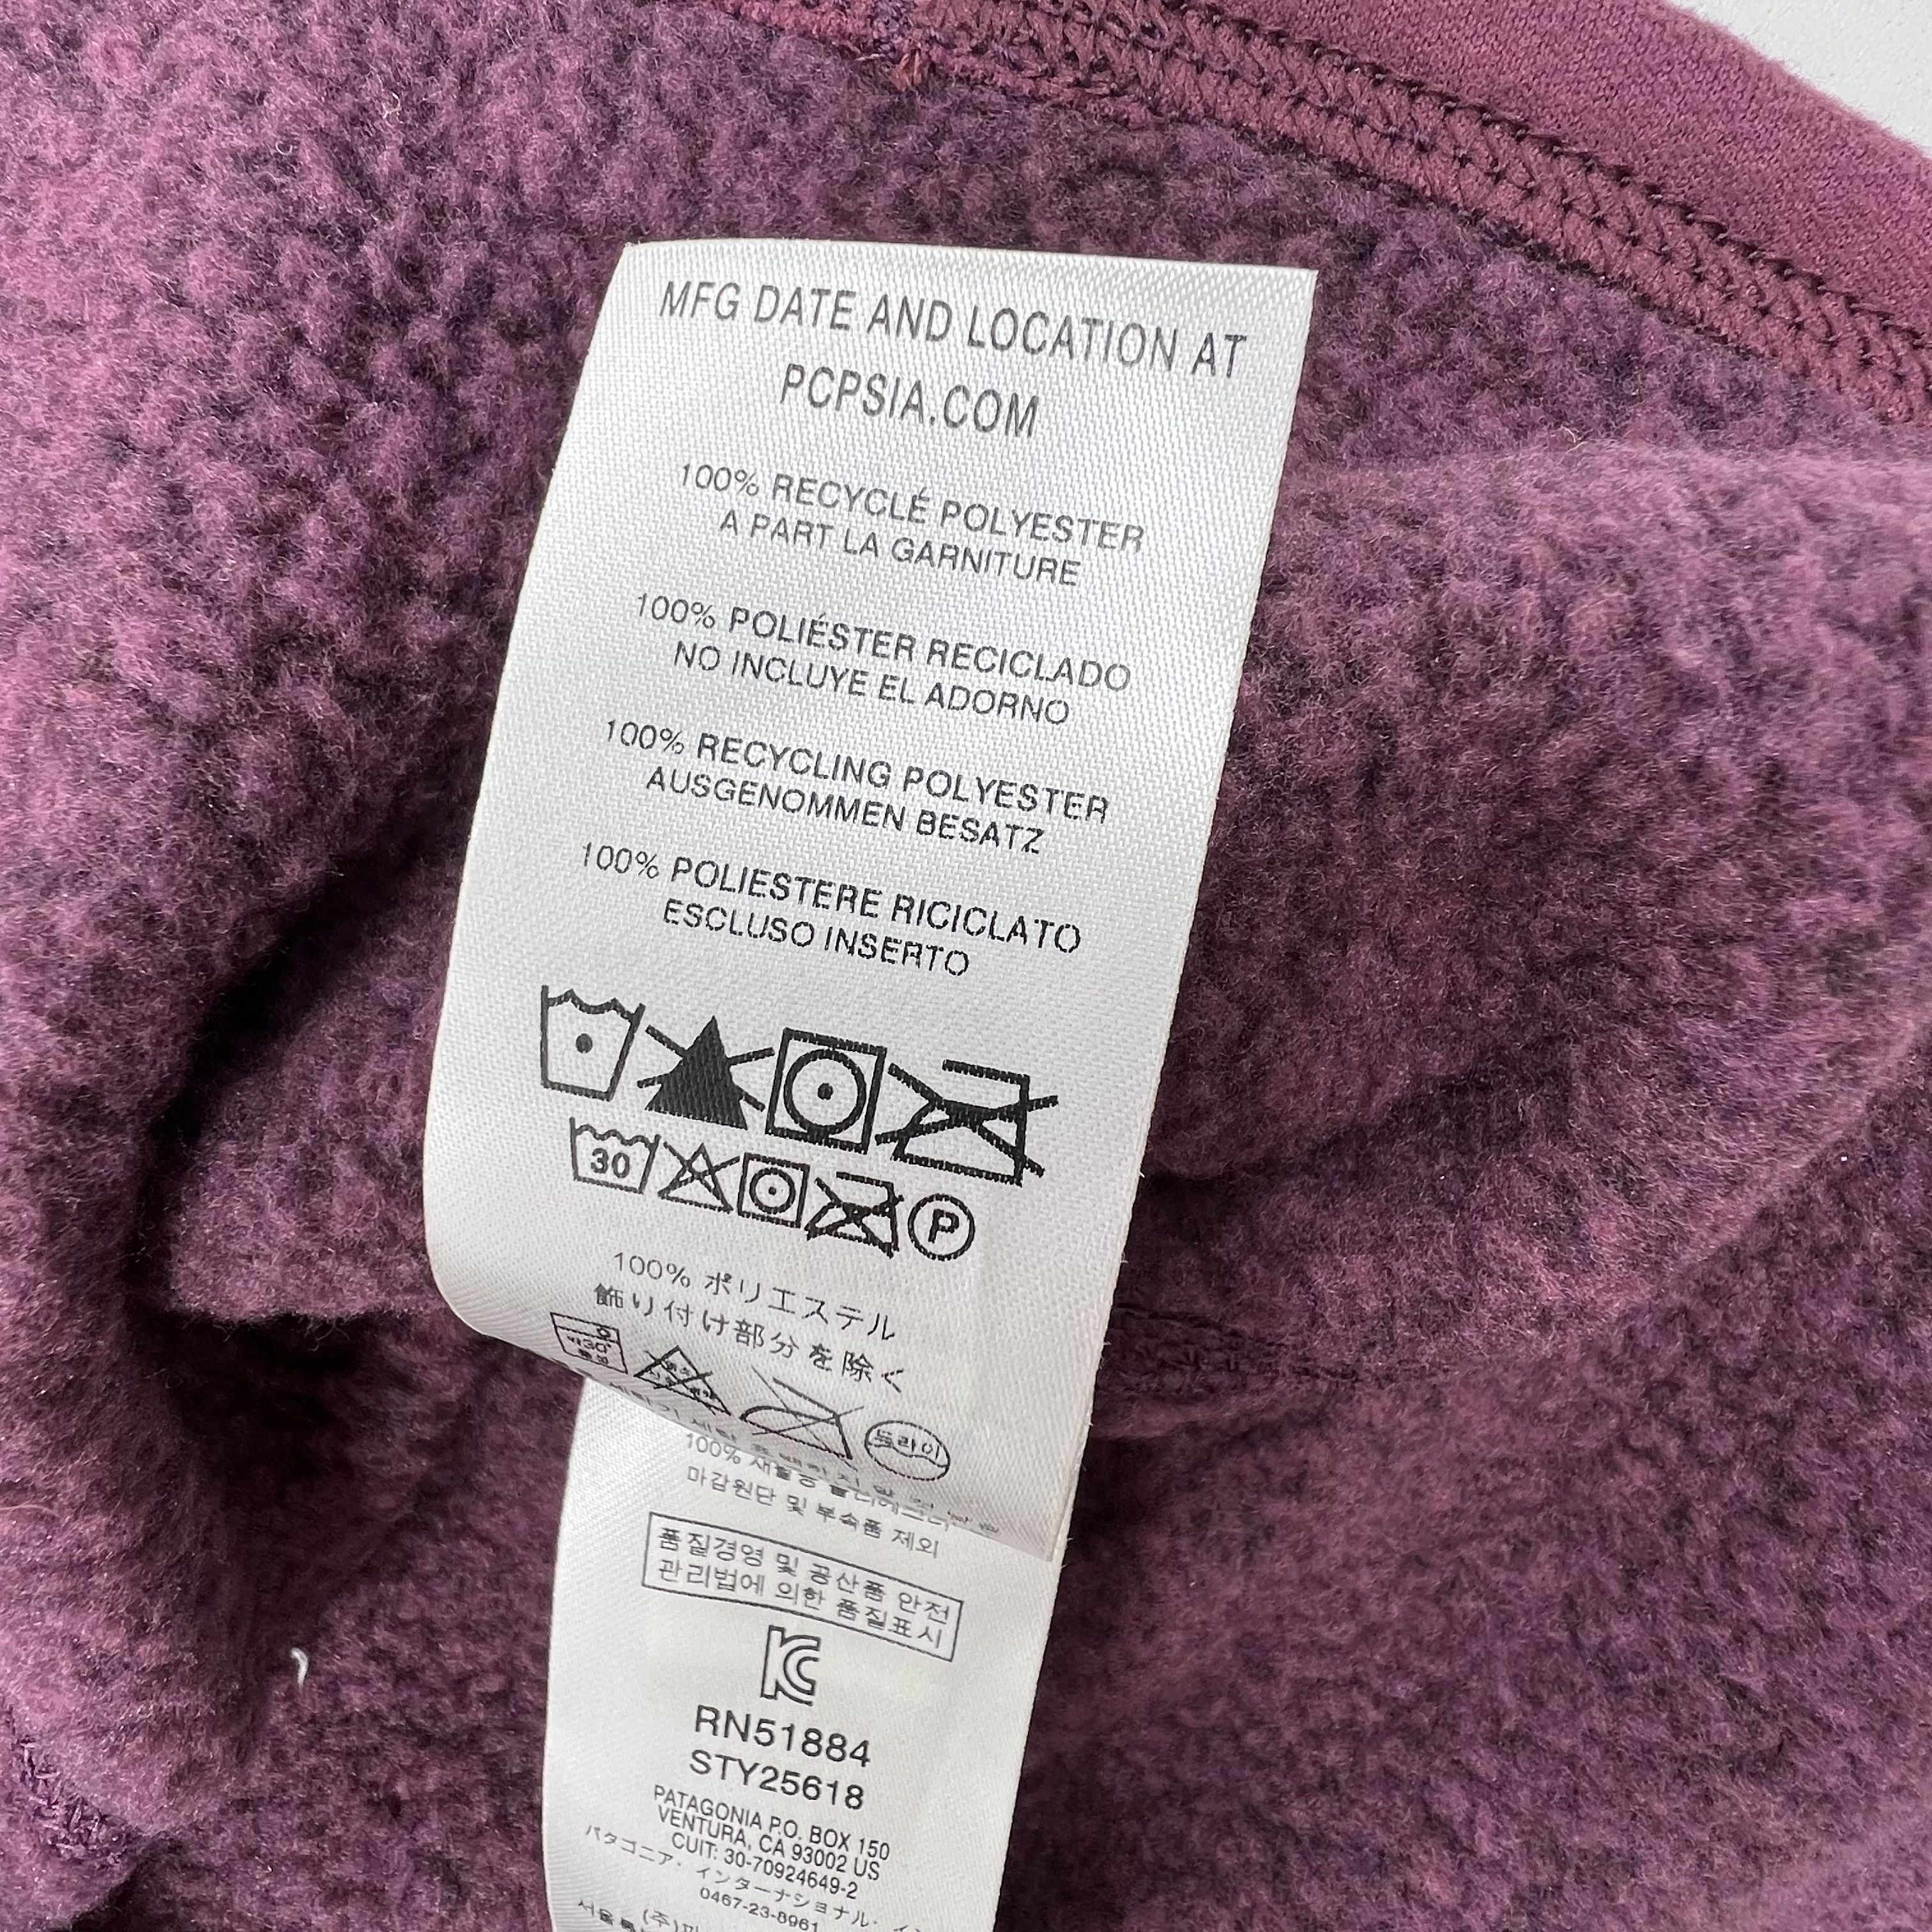 MFG DATE AND LOCATION AT
PCPSIA.COM
100% RECYCLÉ POLYESTER
A PART LA GARNITURE
100% POLIÉSTER RECICLADO
NO INCLUYE EL ADORNO
100% RECYCLING POLYESTER
AUSGENOMMEN BESATZ
100% POLIESTERE RICICLATO
ESCLUSO INSERTO
30
P
100% ポリエステル
飾り付け部分を除く
드라이
100%
마감원단 및 부속품 제외
품질경영 및 공산품 안전
관리법에 의한 품질표시
KC
RN51884
STY25618
PATAGONIA P.O. BOX 150
VENTURA, CA 93002 US
CUIT: 30-70924649-2
パタゴニア・インターナショナル・
0467-23-8961
(주)